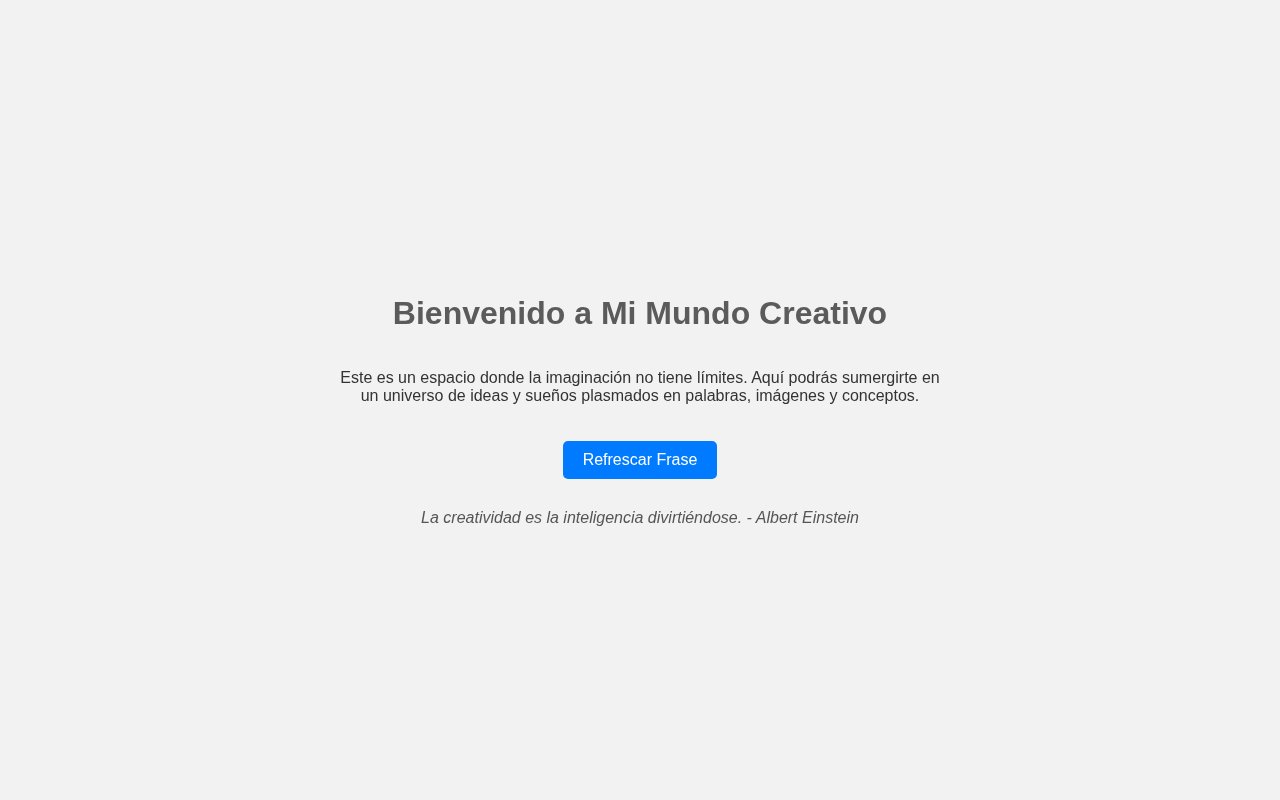 Bienvenido a Mi Mundo Creativo
Este es un espacio donde la imaginación no tiene límites. Aquí podrás sumergirte en
un universo de ideas y sueños plasmados en palabras, imágenes y conceptos.
Refrescar Frase
La creatividad es la inteligencia divirtiéndose. - Albert Einstein